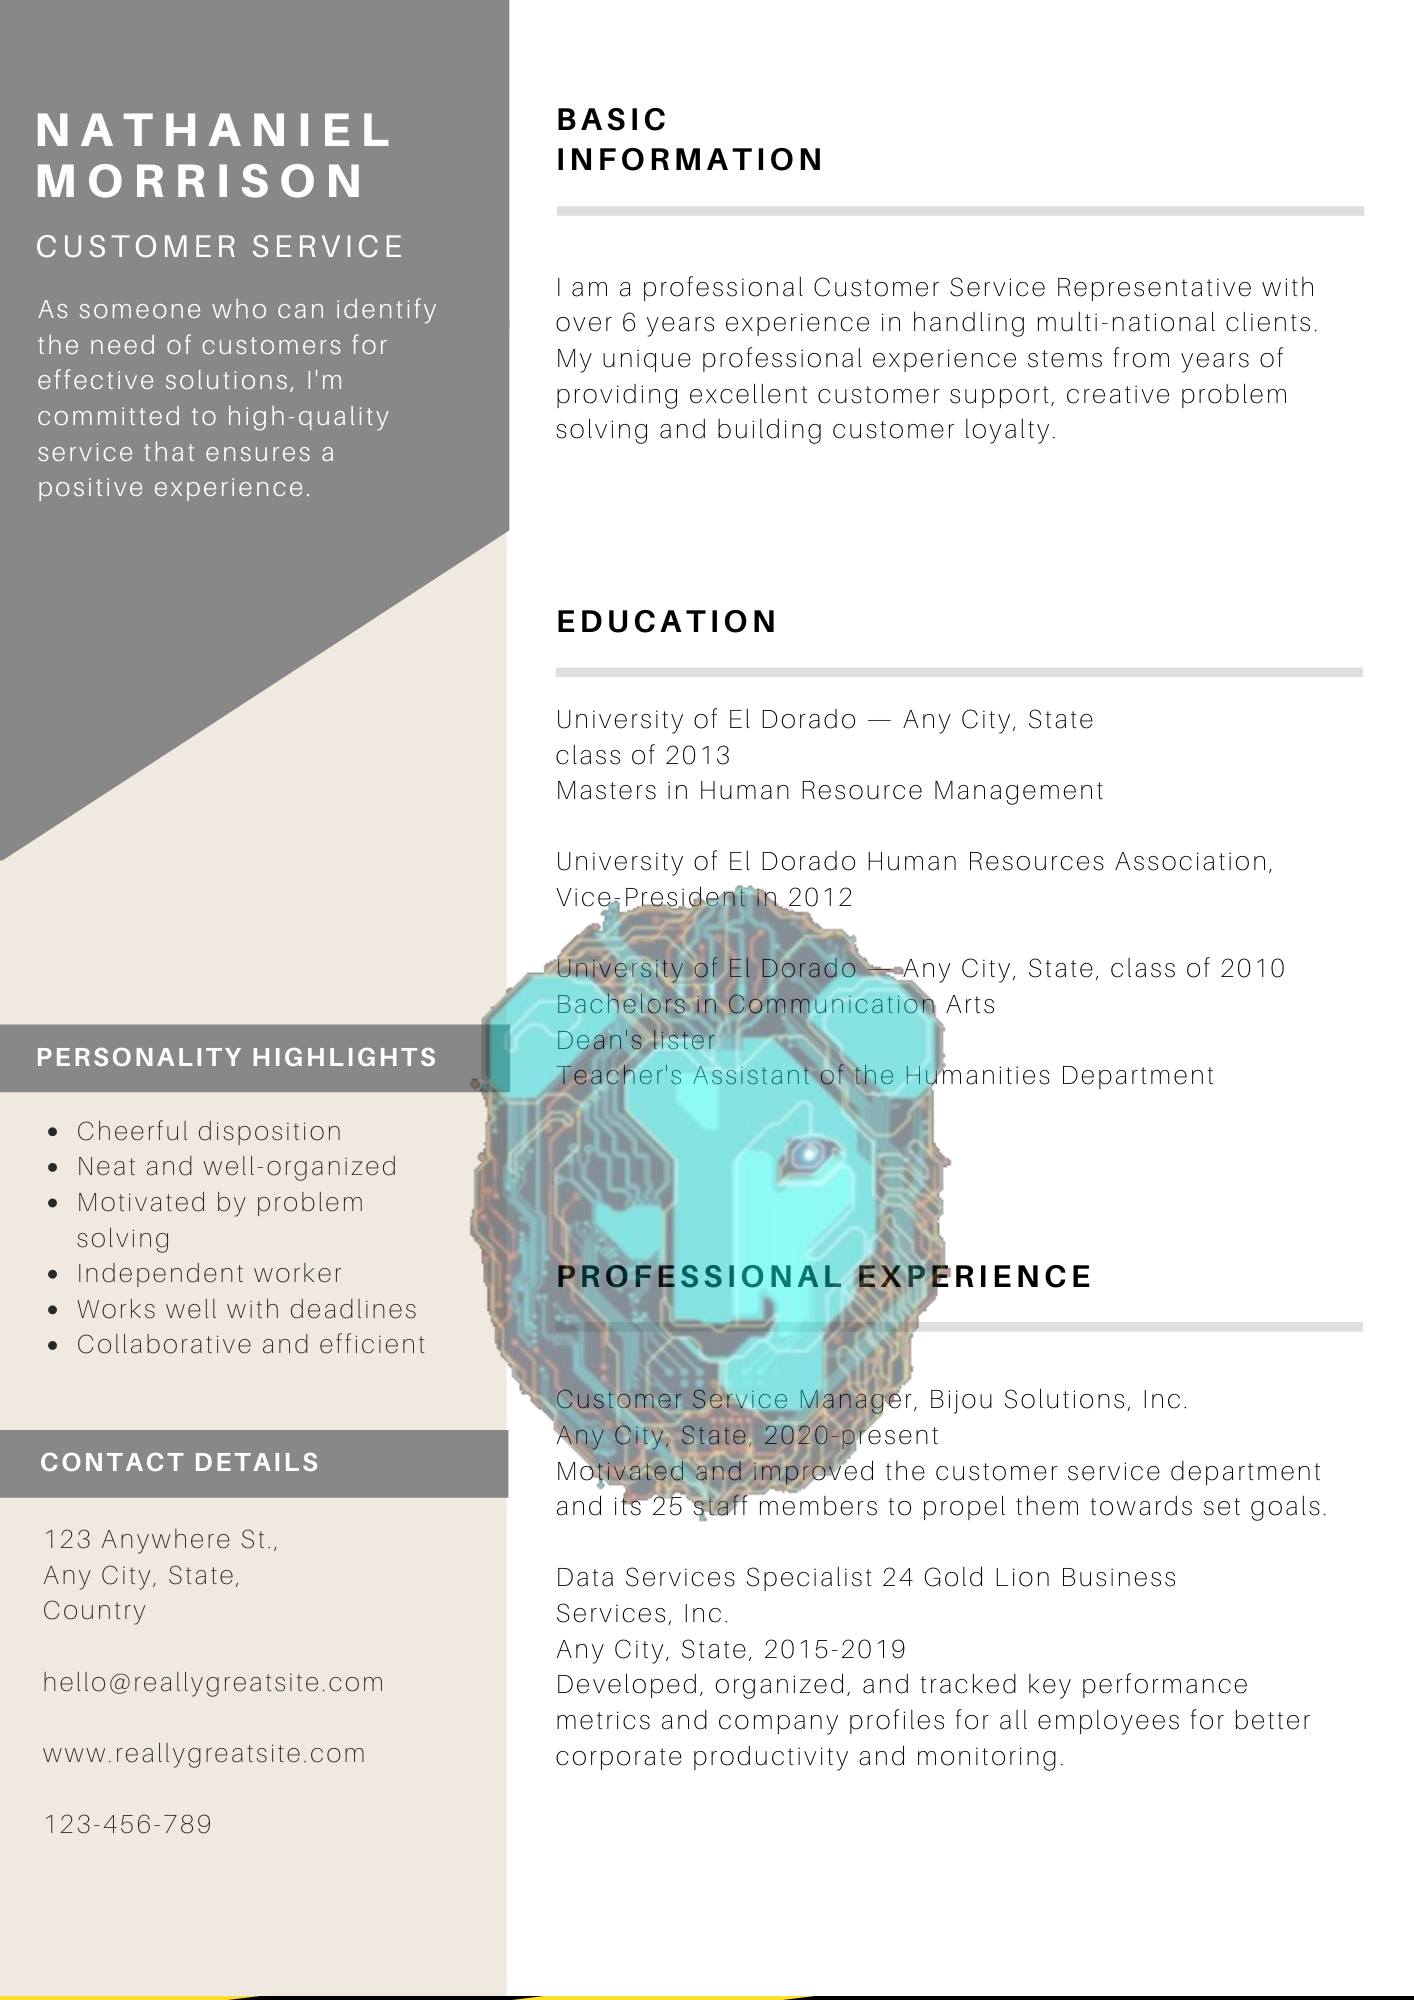 NATHANIEL
MORRISON
CUSTOMER SERVICE
As someone who can identify
the need of customers for
effective solutions, I'm
committed to high-quality
service that ensures a
positive experience.
PERSONALITY HIGHLIGHTS
• Cheerful disposition
• Neat and well-organized
• Motivated by problem
solving
• Independent worker
• Works well with deadlines
• Collaborative and efficient
CONTACT DETAILS
123 Anywhere St.,
Any City, State,
Country
hello@reallygreatsite.com
www.reallygreatsite.com
123-456-789
BASIC
INFORMATION
I am a professional Customer Service Representative with
over 6 years experience in handling multi-national clients.
My unique professional experience stems from years of
providing excellent customer support, creative problem
solving and building customer loyalty.
EDUCATION
University of El Dorado — Any City, State
class of 2013
Masters in Human Resource Management
University of El Dorado Human Resources Association,
Vice-President in 2012
University of El Dorado — Any City, State, class of 2010
Bachelors in Communication Arts
Dean's lister
Teacher's Assistant of the Humanities Department
PROFESSIONAL EXPERIENCE
Customer Service Manager, Bijou Solutions, Inc.
Any City, State, 2020-present
Motivated and improved the customer service department
and its 25 staff members to propel them towards set goals.
Data Services Specialist 24 Gold Lion Business
Services, Inc.
Any City, State, 2015-2019
Developed, organized, and tracked key performance
metrics and company profiles for all employees for better
corporate productivity and monitoring.